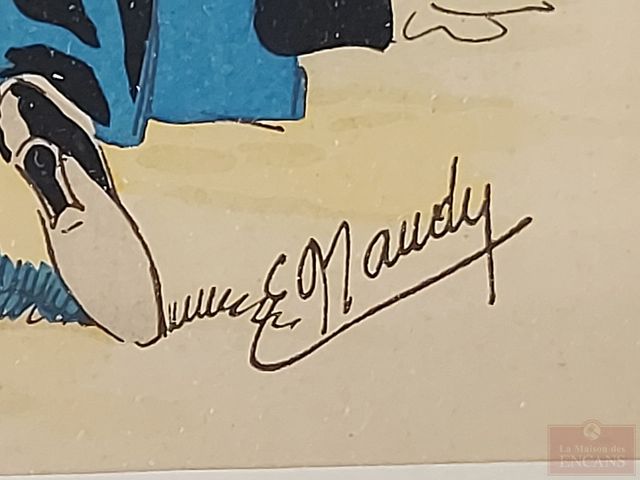 E Naudy
La Maison des
ENCANS